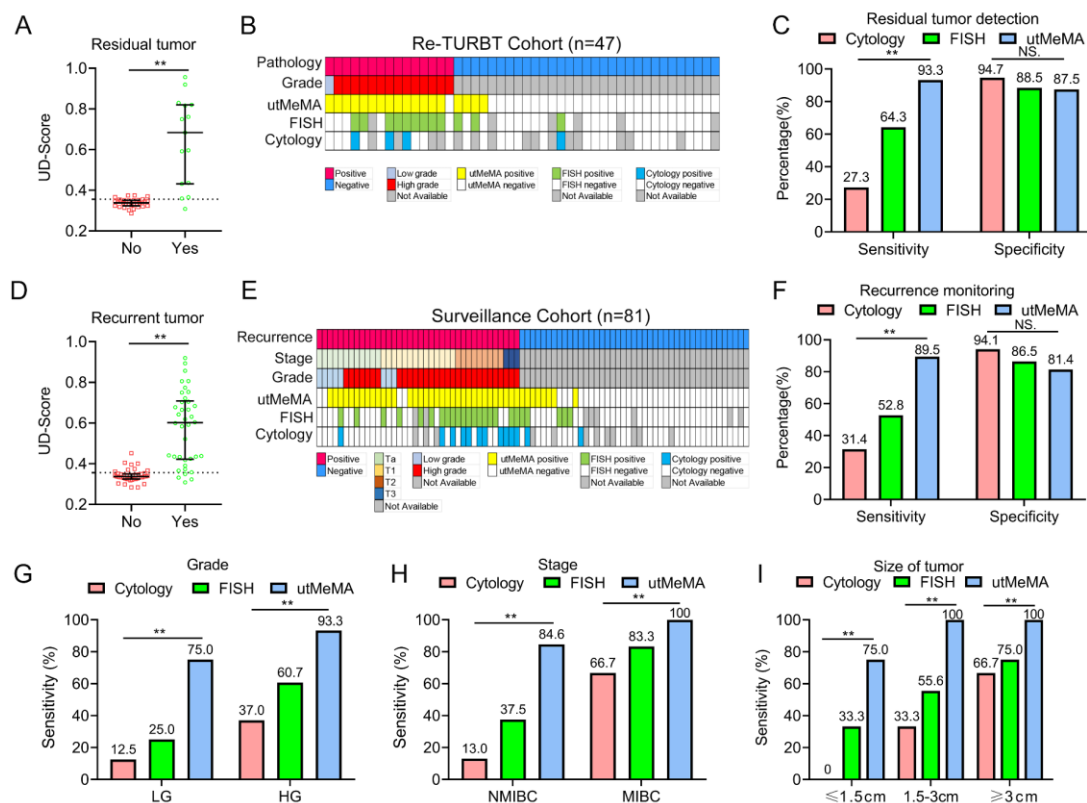 A
Residual tumor
**
UD-Score
1.0
0.8
0.6
0.4
0.2
No
Yes
B
Re-TURBT Cohort (n=47)
Pathology
Grade
utMeMA
FISH
Cytology
Positive
Negative
Low grade
High grade
Not Available
utMeMA positive
utMeMA negative
FISH positive
FISH negative
Not Available
Cytology positive
Cytology negative
Not Available
C
Residual tumor detection
Cytology FISH utMeMA
** NS.
Percentage(%)
100
80
60
40
20
0
27.3 64.3 93.3 94.7 88.5 87.5
Sensitivity Specificity
D
Recurrent tumor
**
UD-Score
1.0
0.8
0.6
0.4
0.2
No
Yes
E
Surveillance Cohort (n=81)
Recurrence
Stage
Grade
utMeMA
FISH
Cytology
Positive
Negative
Ta
T1
T2
T3
Not Available
Low grade
High grade
Not Available
utMeMA positive
utMeMA negative
FISH positive
FISH negative
Not Available
Cytology positive
Cytology negative
Not Available
F
Recurrence monitoring
Cytology FISH utMeMA
** NS.
Percentage(%)
100
80
60
40
20
0
31.4 52.8 89.5 94.1 86.5 81.4
Sensitivity Specificity
G
Grade
Cytology FISH utMeMA
** **
Sensitivity (%)
100
80
60
40
20
0
12.5 25.0 75.0 37.0 60.7 93.3
LG HG
H
Stage
Cytology FISH utMeMA
** **
Sensitivity (%)
100
80
60
40
20
0
13.0 37.5 84.6 66.7 83.3 100
NMIBC MIBC
I
Size of tumor
Cytology FISH utMeMA
** ** **
Sensitivity (%)
100
80
60
40
20
0
0 33.3 75.0 33.3 55.6 100 66.7 75.0 100
≤1.5cm 1.5-3cm ≥3 cm